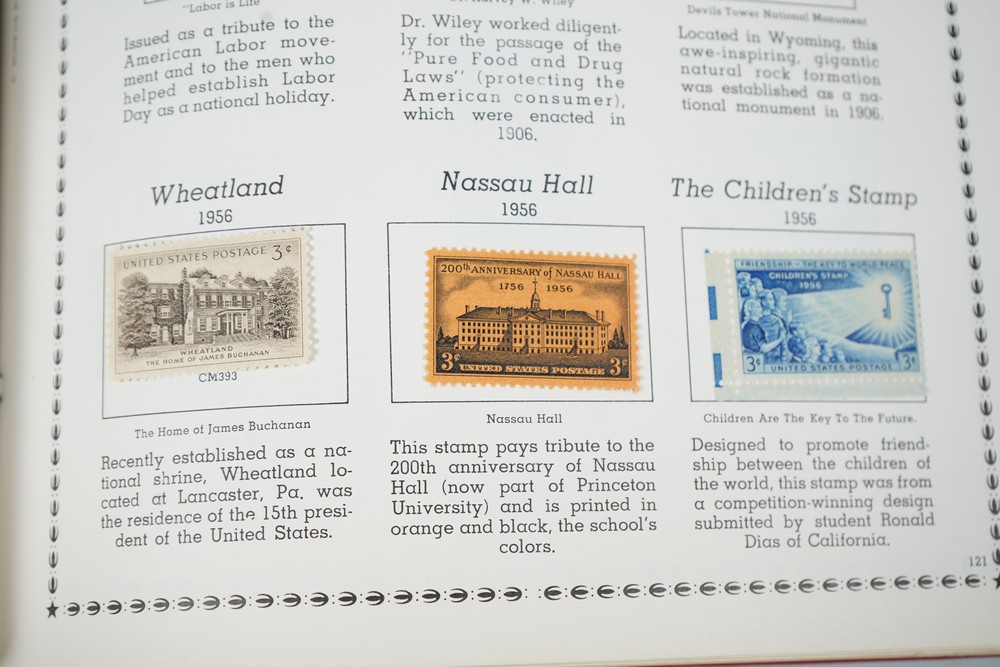 "Labor is Life"
Issued as a tribute to the
American Labor move-
ment and to the men who
helped establish Labor
Day as a national holiday.
Dr. Harvey W. Wiley
Dr. Wiley worked diligent-
ly for the passage of the
"Pure Food and Drug
Laws" (protecting the
American consumer),
which were enacted in
1906.
Devils Tower National Monument
Located in Wyoming, this
awe-inspiring, gigantic
natural rock formation
was established as a na-
tional monument in 1906.
Wheatland
1956
UNITED STATES POSTAGE 3¢
WHEATLAND
THE HOME OF JAMES BUCHANAN
CM393
The Home of James Buchanan
Recently established as a na-
tional shrine, Wheatland lo-
cated at Lancaster, Pa. was
the residence of the 15th presi-
dent of the United States.
Nassau Hall
1956
200th ANNIVERSARY of NASSAU HALL
1756 1956
3¢ UNITED STATES POSTAGE 3¢
Nassau Hall
This stamp pays tribute to the
200th anniversary of Nassau
Hall (now part of Princeton
University) and is printed in
orange and black, the school's
colors.
The Children's Stamp
1956
FRIENDSHIP - THE KEY TO WORLD PEACE
CHILDREN'S STAMP
1956
3¢ 3¢
UNITED STATES POSTAGE
Children Are The Key To The Future.
Designed to promote friend-
ship between the children of
the world, this stamp was from
a competition-winning design
submitted by student Ronald
Dias of California.
121